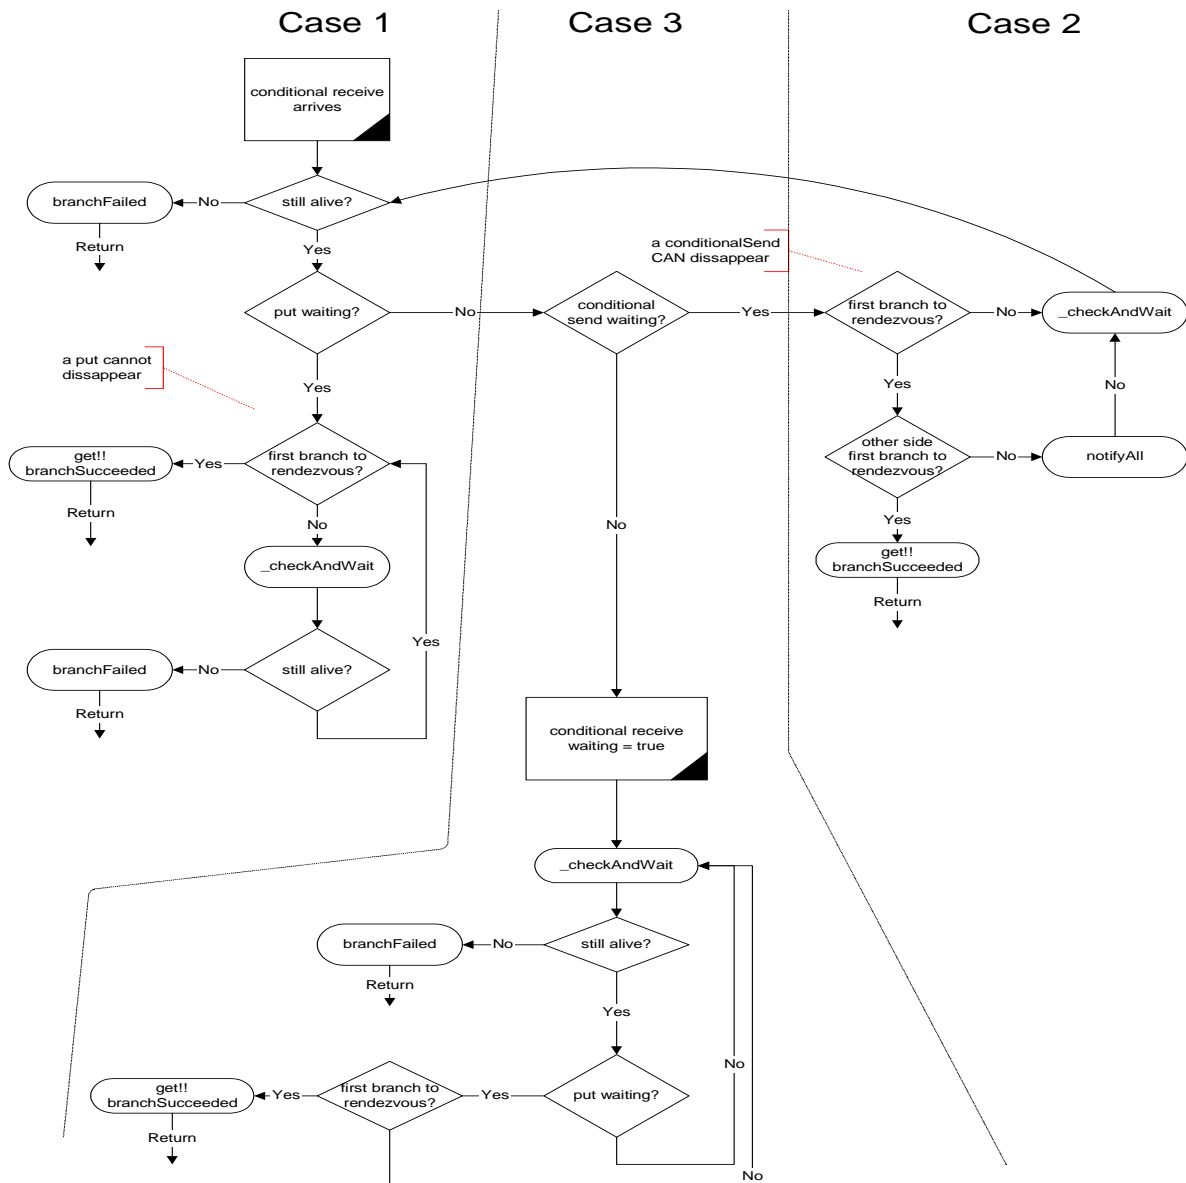 Case 1
Case 3
Case 2
conditional receive
arrives
branchFailed
No
still alive?
Return
Yes
a conditionalSend
CAN dissappear
put waiting?
No
conditional
send waiting?
Yes
first branch to
rendezvous?
No
_checkAndWait
a put cannot
dissappear
Yes
Yes
No
get!!
branchSucceeded
Yes
first branch to
rendezvous?
other side
first branch to
rendezvous?
No
notifyAll
Return
No
No
Yes
_checkAndWait
get!!
branchSucceeded
Return
Yes
branchFailed
No
still alive?
Return
conditional receive
waiting = true
_checkAndWait
branchFailed
No
still alive?
Return
Yes
No
get!!
branchSucceeded
Yes
first branch to
rendezvous?
Yes
put waiting?
Return
No